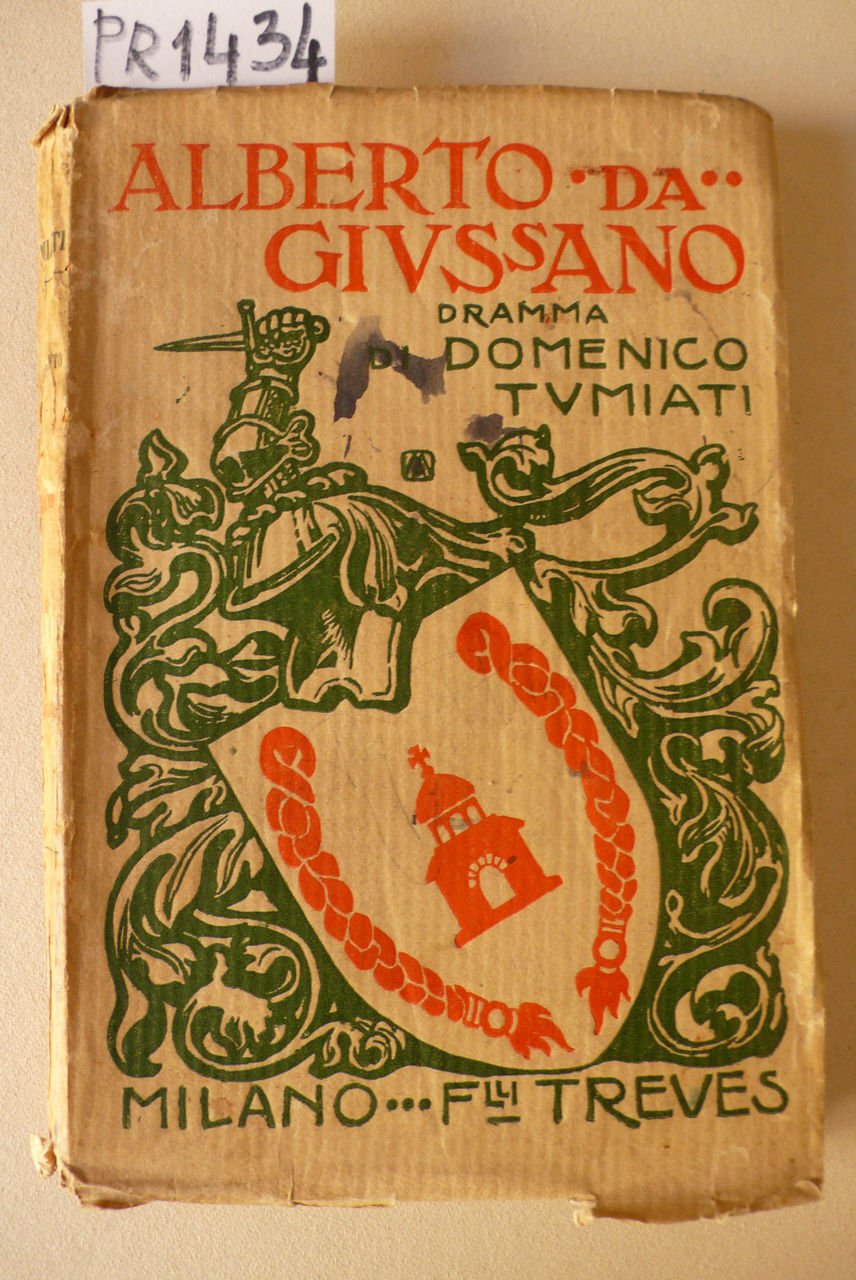 PR1434
ALBERTO ·DA··
GIVSSANO
DRAMMA
DI DOMENICO
TVMIATI
MILANO... FLLI TREVES